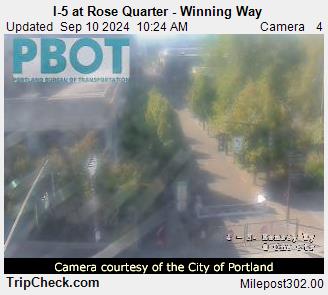 I-5 at Rose Quarter - Winning Way
Updated Sep 10 2024 10:24 AM Camera 4
PBOT
PORTLAND BUREAU OF TRANSPORTATION
Camera courtesy of the City of Portland
TripCheck.com Milepost302.00